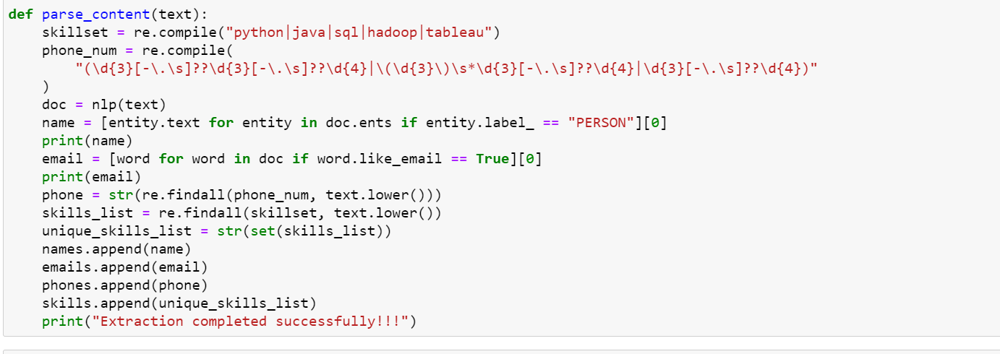 def parse_content(text):
    skillset = re.compile("python|java|sql|hadoop|tableau")
    phone_num = re.compile(
        "(\d{3}[-\.\s]??\d{3}[-\.\s]??\d{4}|\(\d{3}\)\s*\d{3}[-\.\s]??\d{4}|\d{3}[-\.\s]??\d{4})"
    )
    doc = nlp(text)
    name = [entity.text for entity in doc.ents if entity.label_ == "PERSON"][0]
    print(name)
    email = [word for word in doc if word.like_email == True][0]
    print(email)
    phone = str(re.findall(phone_num, text.lower()))
    skills_list = re.findall(skillset, text.lower())
    unique_skills_list = str(set(skills_list))
    names.append(name)
    emails.append(email)
    phones.append(phone)
    skills.append(unique_skills_list)
    print("Extraction completed successfully!!!")